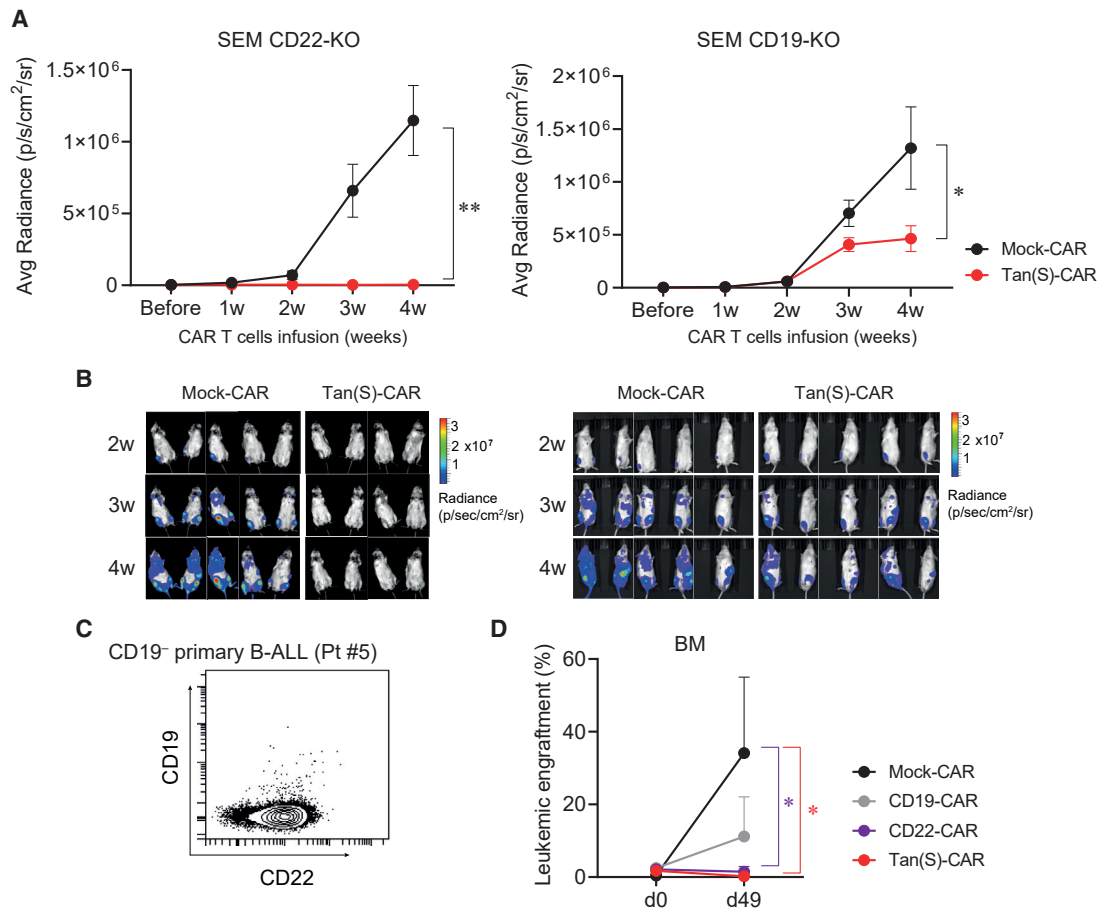 A
SEM CD22-KO
Avg Radiance (p/s/cm²/sr)
1.5×10⁶
1×10⁶
5×10⁵
0
**
Before 1w 2w 3w 4w
CAR T cells infusion (weeks)
SEM CD19-KO
Avg Radiance (p/s/cm²/sr)
2×10⁶
1.5×10⁶
1×10⁶
5×10⁵
0
*
Before 1w 2w 3w 4w
CAR T cells infusion (weeks)
Mock-CAR
Tan(S)-CAR
B
Mock-CAR Tan(S)-CAR
2w
3w
4w
3
2 x10⁷
1
Radiance
(p/sec/cm²/sr)
Mock-CAR Tan(S)-CAR
2w
3w
4w
3
2 x10⁷
1
Radiance
(p/sec/cm²/sr)
C
CD19⁻ primary B-ALL (Pt #5)
CD19
CD22
D
BM
Leukemic engraftment (%)
60
40
20
0
* *
d0 d49
Mock-CAR
CD19-CAR
CD22-CAR
Tan(S)-CAR